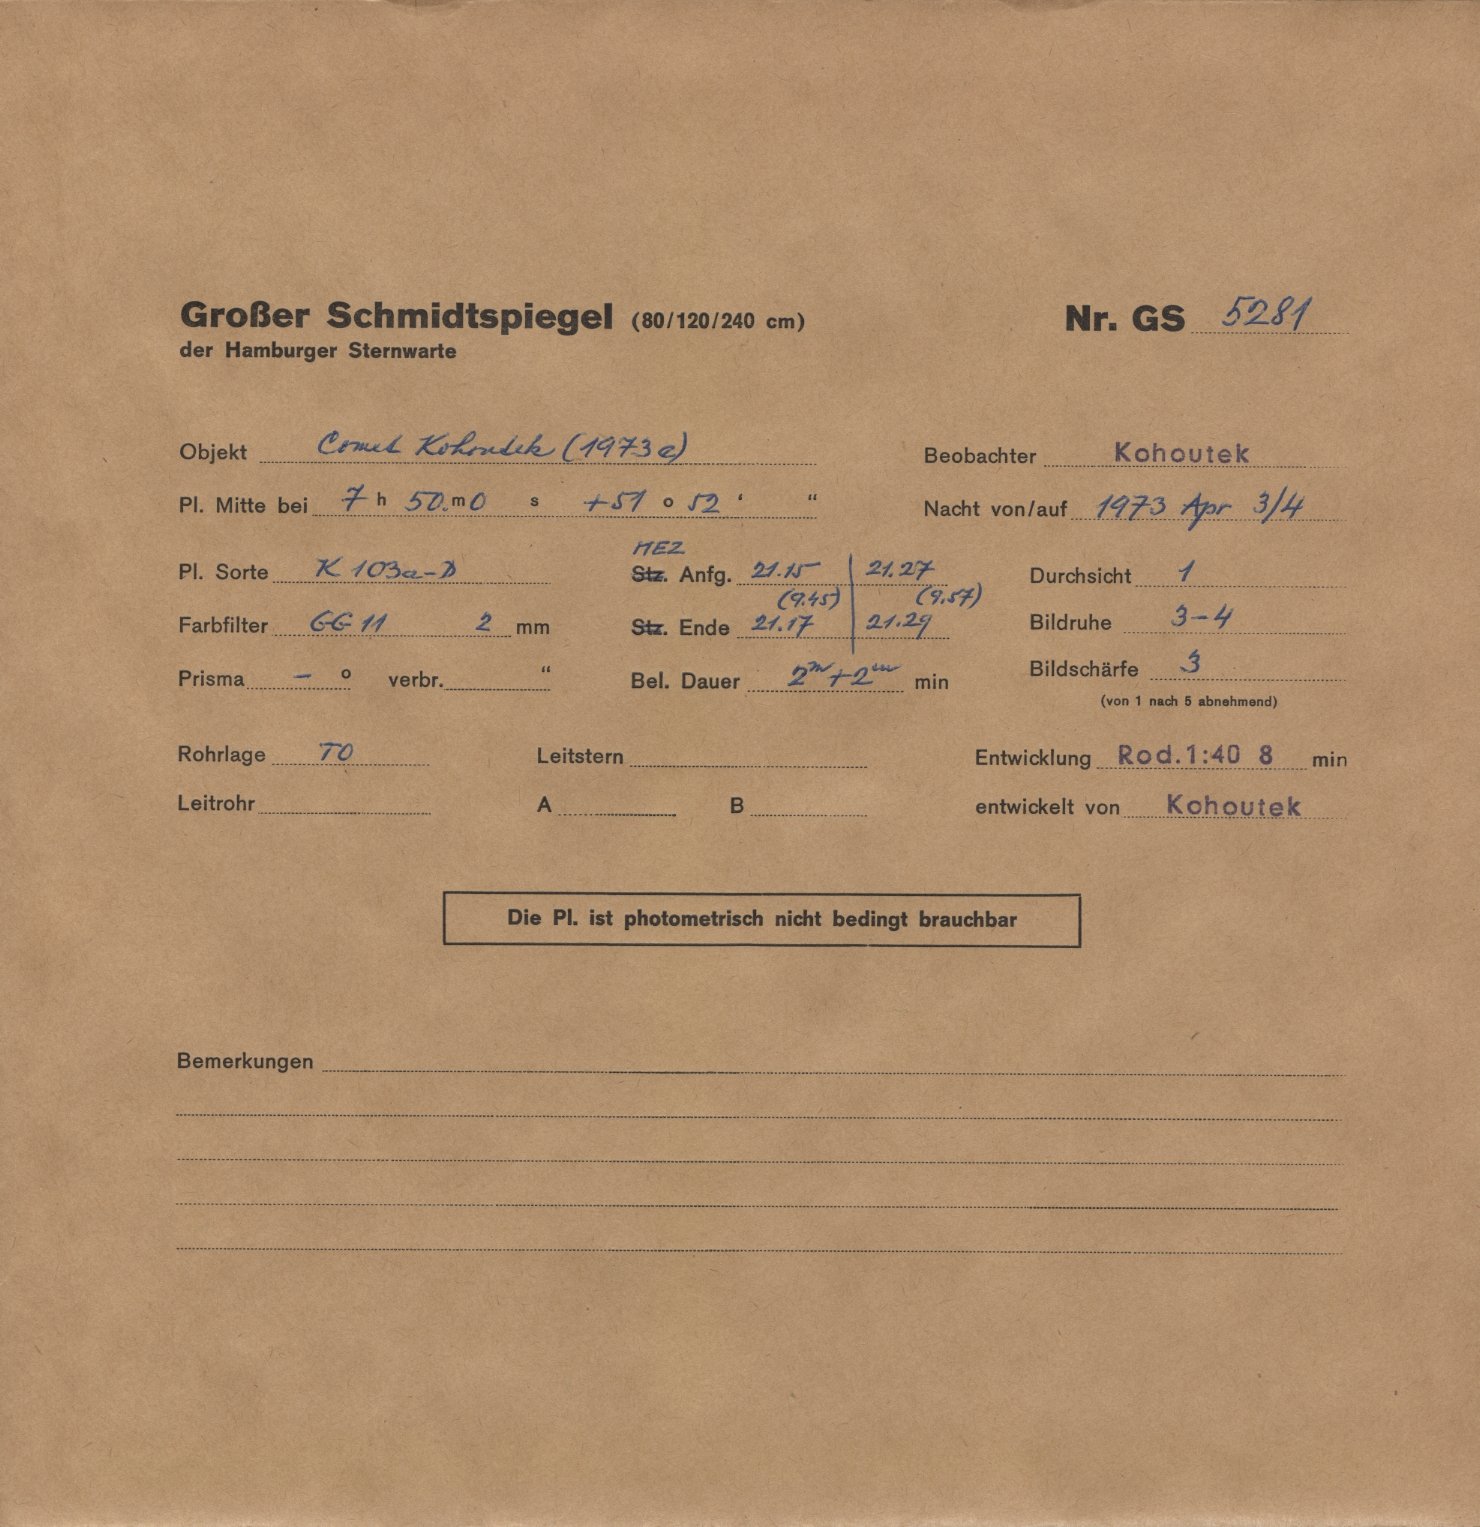 Großer Schmidtspiegel (80/120/240 cm) Nr. GS 5281
der Hamburger Sternwarte
Objekt Comet Kohoutek (1973e) Beobachter Kohoutek
Pl. Mitte bei 7 h 50. m 0 s +51 o 52 ‘ “ Nacht von/auf 1973 Apr 3/4
MEZ
Pl. Sorte K 103a-D Stz. Anfg. 21.15 | 21.27 Durchsicht 1
(9.45) (9.57)
Farbfilter GG 11 2 mm Stz. Ende 21.17 | 21.29 Bildruhe 3-4
Prisma - o verbr. “ Bel. Dauer 2m+2m min Bildschärfe 3
(von 1 nach 5 abnehmend)
Rohrlage TO Leitstern Entwicklung Rod.1:40 8 min
Leitrohr A B entwickelt von Kohoutek
Die Pl. ist photometrisch nicht bedingt brauchbar
Bemerkungen